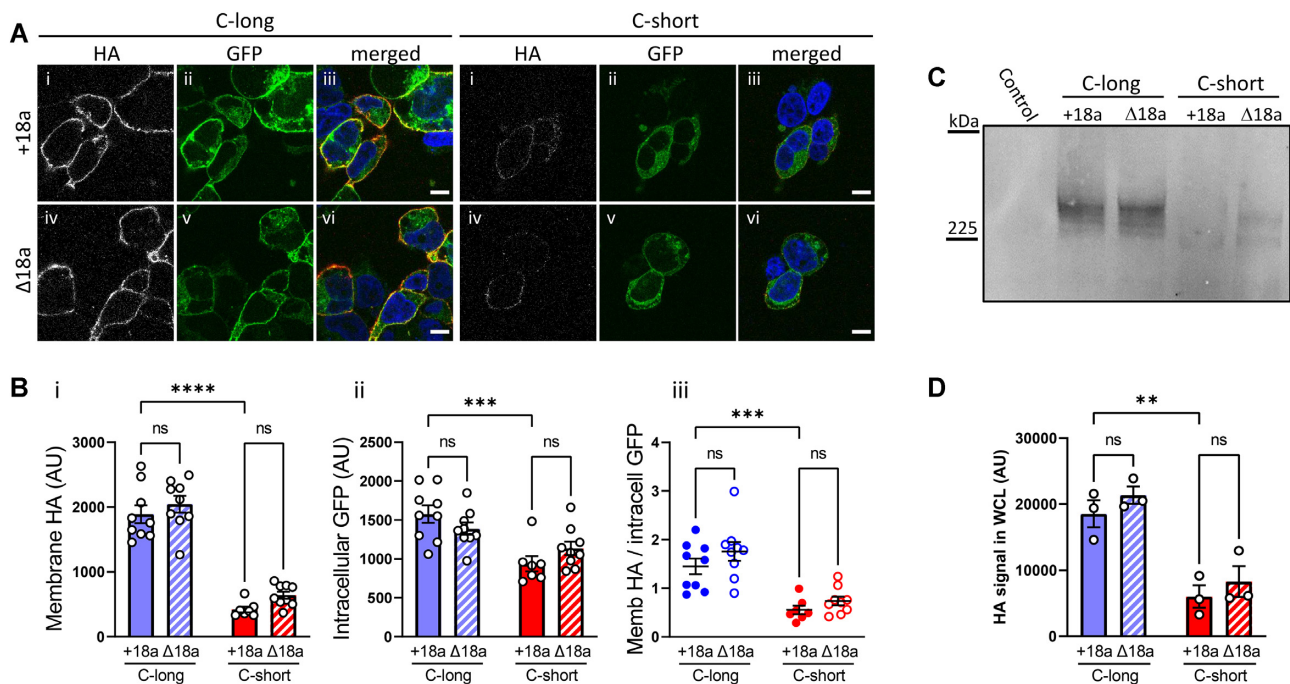 A
C-long
C-short
HA GFP merged HA GFP merged
+18a
i ii iii i ii iii
Δ18a
iv v vi iv v vi
C
Control
C-long C-short
+18a Δ18a +18a Δ18a
kDa
225
B
i
****
ns ns
Membrane HA (AU)
3000
2000
1000
0
+18a Δ18a +18a Δ18a
C-long C-short
ii
***
ns ns
Intracellular GFP (AU)
2500
2000
1500
1000
500
0
+18a Δ18a +18a Δ18a
C-long C-short
iii
***
ns ns
Memb HA / intracell GFP
4
3
2
1
0
+18a Δ18a +18a Δ18a
C-long C-short
D
**
ns ns
HA signal in WCL (AU)
30000
20000
10000
0
+18a Δ18a +18a Δ18a
C-long C-short